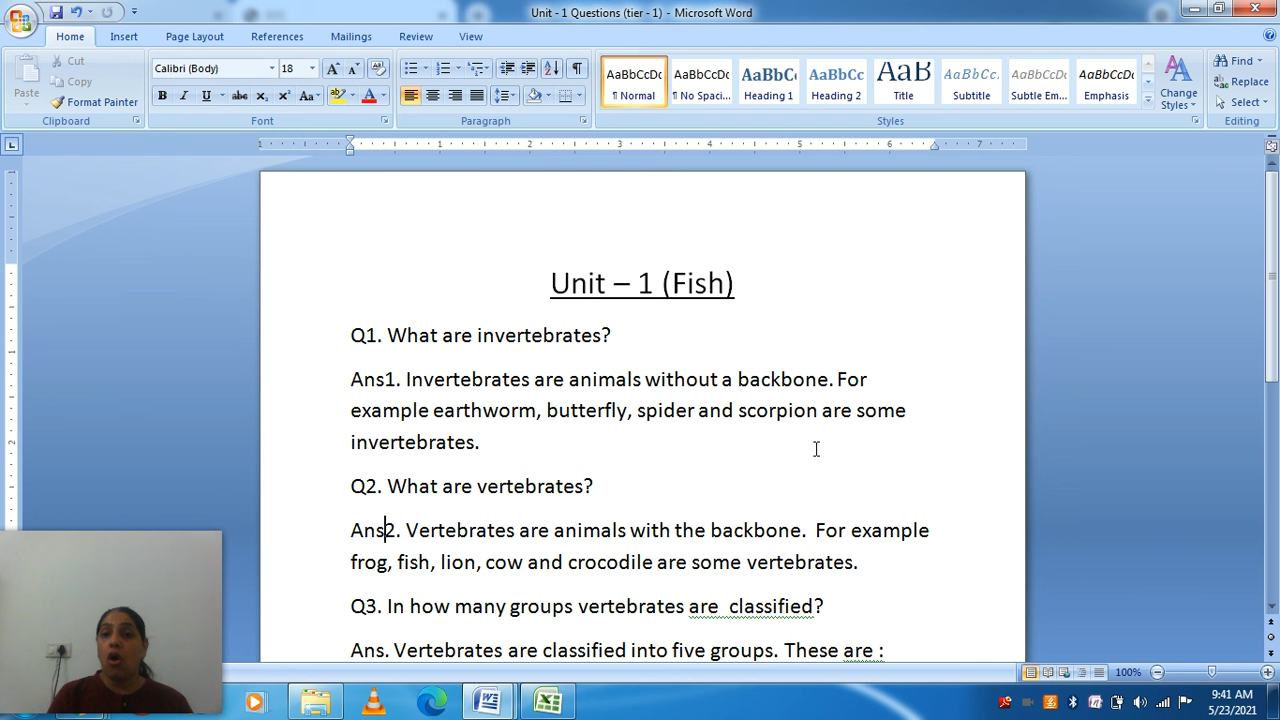 Unit - 1 Questions (tier - 1) - Microsoft Word
Home Insert Page Layout References Mailings Review View
Paste
Cut
Copy
Format Painter
Clipboard
Calibri (Body) 18
B I U abc x₂ x² Aa
Font
Paragraph
AaBbCcDc AaBbCcDc AaBbC AaBbCc AaB AaBbCc. AaBbCcDc AaBbCcDc
¶ Normal ¶ No Spaci... Heading 1 Heading 2 Title Subtitle Subtle Em... Emphasis
Styles
Change Styles
Find
Replace
Select
Editing
Unit – 1 (Fish)
Q1. What are invertebrates?
Ans1. Invertebrates are animals without a backbone. For
example earthworm, butterfly, spider and scorpion are some
invertebrates.
Q2. What are vertebrates?
Ans2. Vertebrates are animals with the backbone.  For example
frog, fish, lion, cow and crocodile are some vertebrates.
Q3. In how many groups vertebrates are  classified?
Ans. Vertebrates are classified into five groups. These are :
100%
9:41 AM
5/23/2021